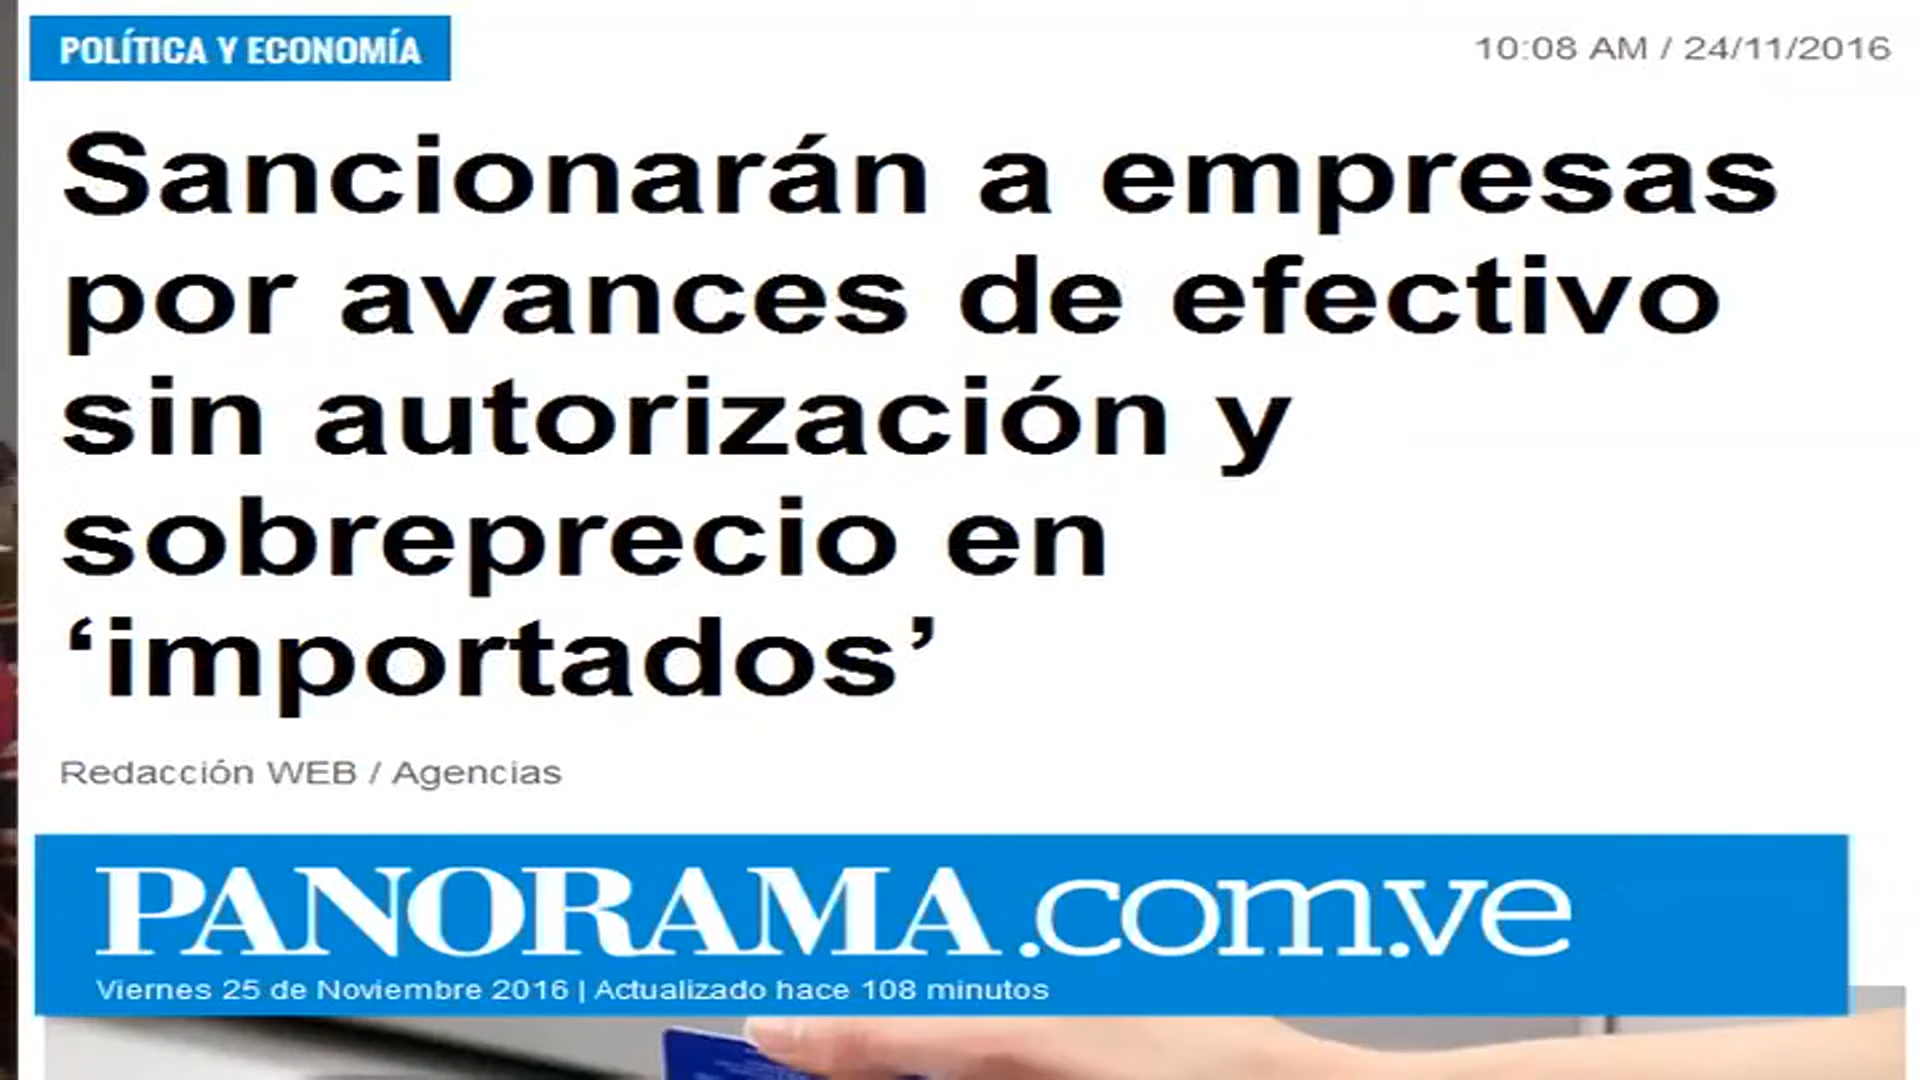 POLÍTICA Y ECONOMÍA
10:08 AM / 24/11/2016
Sancionarán a empresas
por avances de efectivo
sin autorización y
sobreprecio en
‘importados’
Redacción WEB / Agencias
PANORAMA.com.ve
Viernes 25 de Noviembre 2016 | Actualizado hace 108 minutos